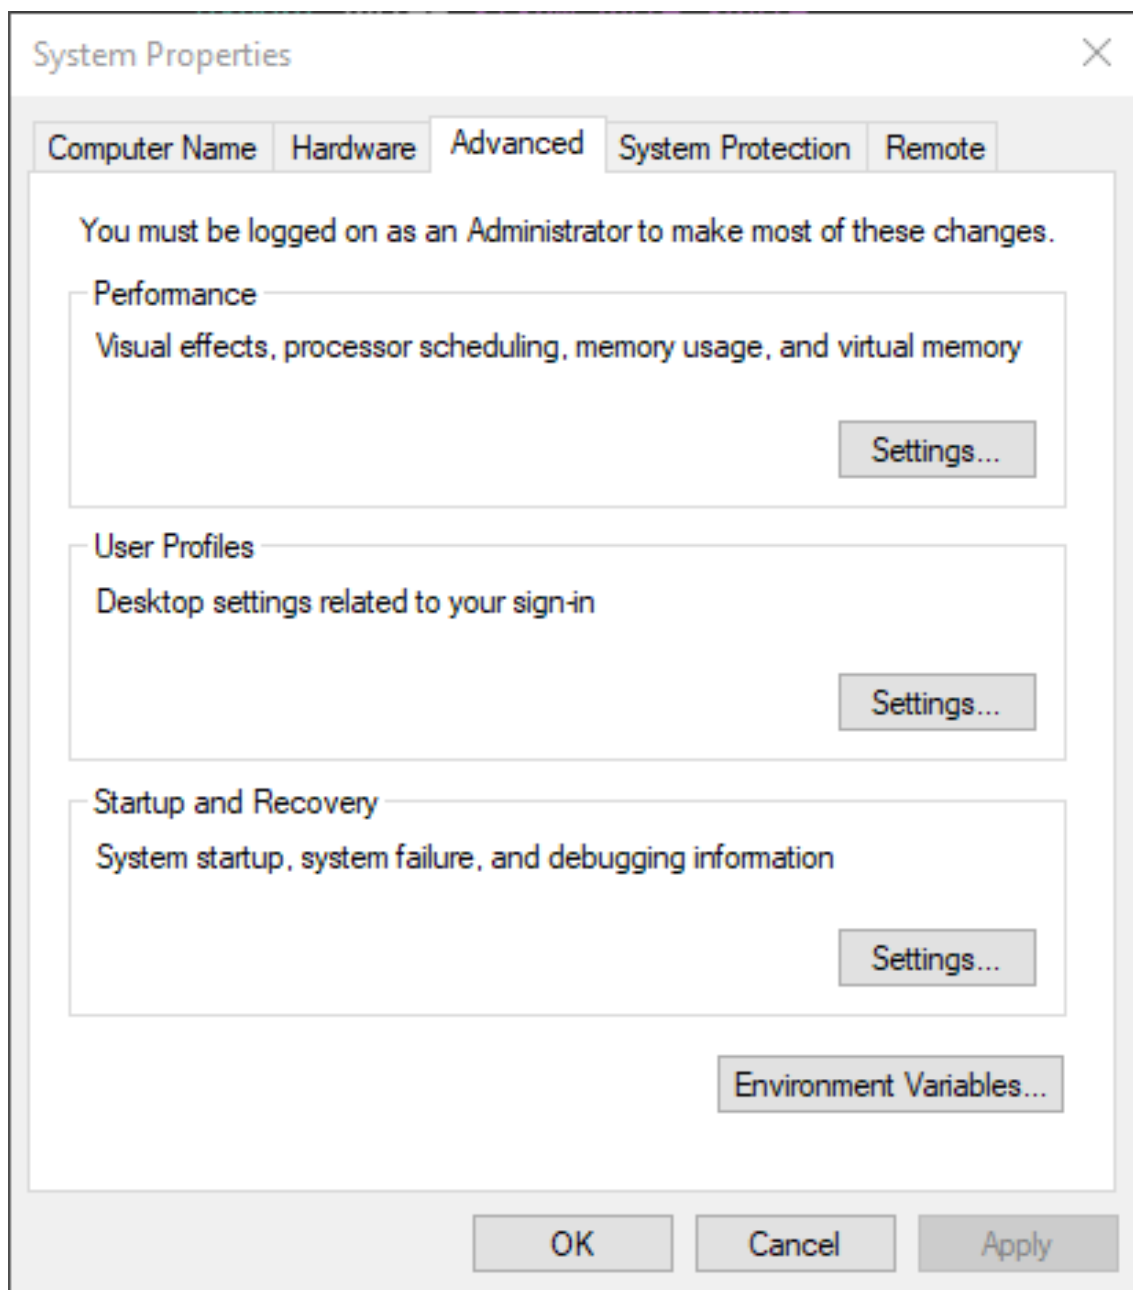 System Properties
Computer Name Hardware Advanced System Protection Remote
You must be logged on as an Administrator to make most of these changes.
Performance
Visual effects, processor scheduling, memory usage, and virtual memory
Settings...
User Profiles
Desktop settings related to your sign-in
Settings...
Startup and Recovery
System startup, system failure, and debugging information
Settings...
Environment Variables...
OK Cancel Apply